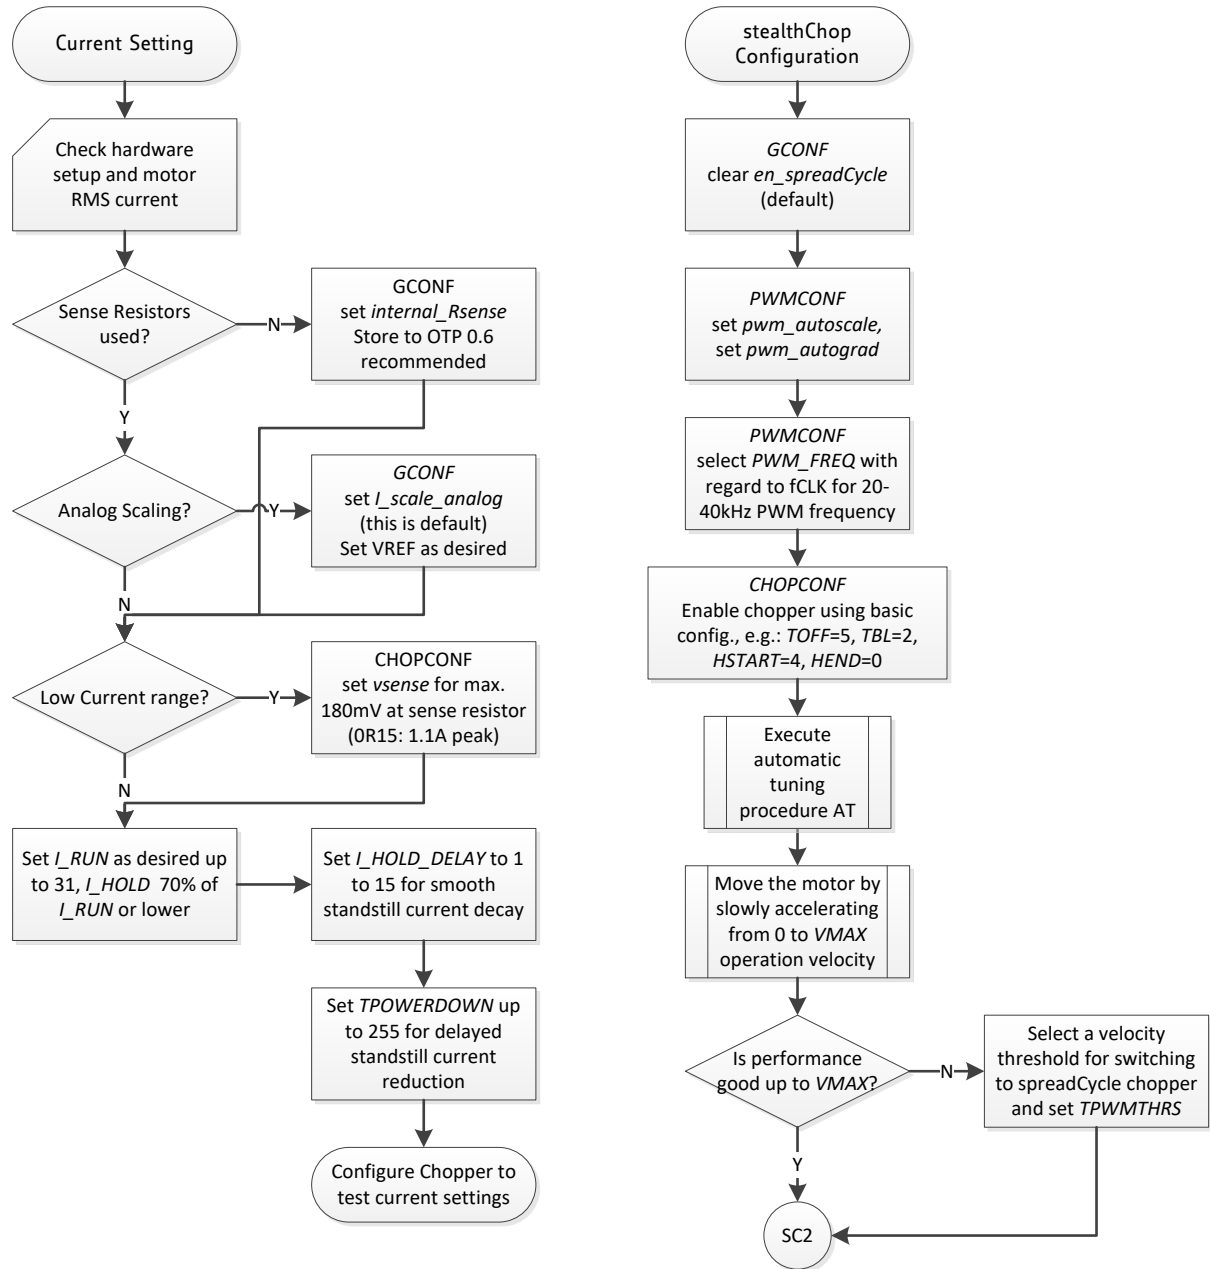 Current Setting
Check hardware
setup and motor
RMS current
Sense Resistors
used?
N
GCONF
set internal_Rsense
Store to OTP 0.6
recommended
Y
Analog Scaling?
Y
GCONF
set I_scale_analog
(this is default)
Set VREF as desired
N
Low Current range?
Y
CHOPCONF
set vsense for max.
180mV at sense resistor
(0R15: 1.1A peak)
N
Set I_RUN as desired up
to 31, I_HOLD 70% of
I_RUN or lower
Set I_HOLD_DELAY to 1
to 15 for smooth
standstill current decay
Set TPOWERDOWN up
to 255 for delayed
standstill current
reduction
Configure Chopper to
test current settings
stealthChop
Configuration
GCONF
clear en_spreadCycle
(default)
PWMCONF
set pwm_autoscale,
set pwm_autograd
PWMCONF
select PWM_FREQ with
regard to fCLK for 20-
40kHz PWM frequency
CHOPCONF
Enable chopper using basic
config., e.g.: TOFF=5, TBL=2,
HSTART=4, HEND=0
Execute
automatic
tuning
procedure AT
Move the motor by
slowly accelerating
from 0 to VMAX
operation velocity
Is performance
good up to VMAX?
N
Select a velocity
threshold for switching
to spreadCycle chopper
and set TPWMTHRS
Y
SC2